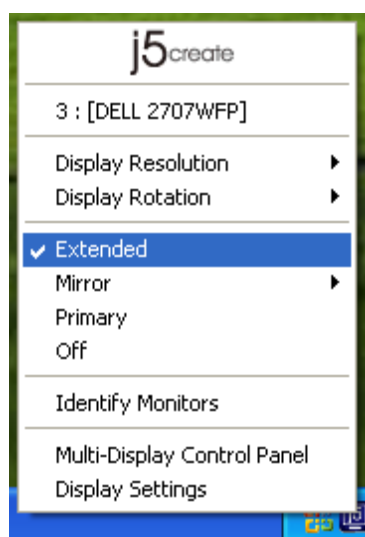 j5create
3 : [DELL 2707WFP]
Display Resolution
Display Rotation
Extended
Mirror
Primary
Off
Identify Monitors
Multi-Display Control Panel
Display Settings